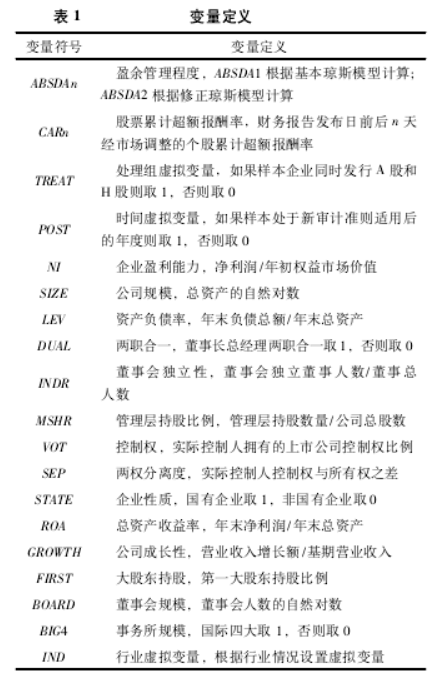 表 1 变量定义
变量符号 变量定义
ABSDAn 盈余管理程度，ABSDA1 根据基本琼斯模型计算；
ABSDA2 根据修正琼斯模型计算
CARn 股票累计超额报酬率，财务报告发布日前后 n 天
经市场调整的个股累计超额报酬率
TREAT 处理组虚拟变量，如果样本企业同时发行 A 股和
H 股则取 1，否则取 0
POST 时间虚拟变量，如果样本处于新审计准则适用后
的年度则取 1，否则取 0
NI 企业盈利能力，净利润/年初权益市场价值
SIZE 公司规模，总资产的自然对数
LEV 资产负债率，年末负债总额/年末总资产
DUAL 两职合一，董事长总经理两职合一取 1，否则取 0
INDR 董事会独立性，董事会独立董事人数/董事总
人数
MSHR 管理层持股比例，管理层持股数量/公司总股数
VOT 控制权，实际控制人拥有的上市公司控制权比例
SEP 两权分离度，实际控制人控制权与所有权之差
STATE 企业性质，国有企业取 1，非国有企业取 0
ROA 总资产收益率，年末净利润/年末总资产
GROWTH 公司成长性，营业收入增长额/基期营业收入
FIRST 大股东持股，第一大股东持股比例
BOARD 董事会规模，董事会人数的自然对数
BIG4 事务所规模，国际四大取 1，否则取 0
IND 行业虚拟变量，根据行业情况设置虚拟变量